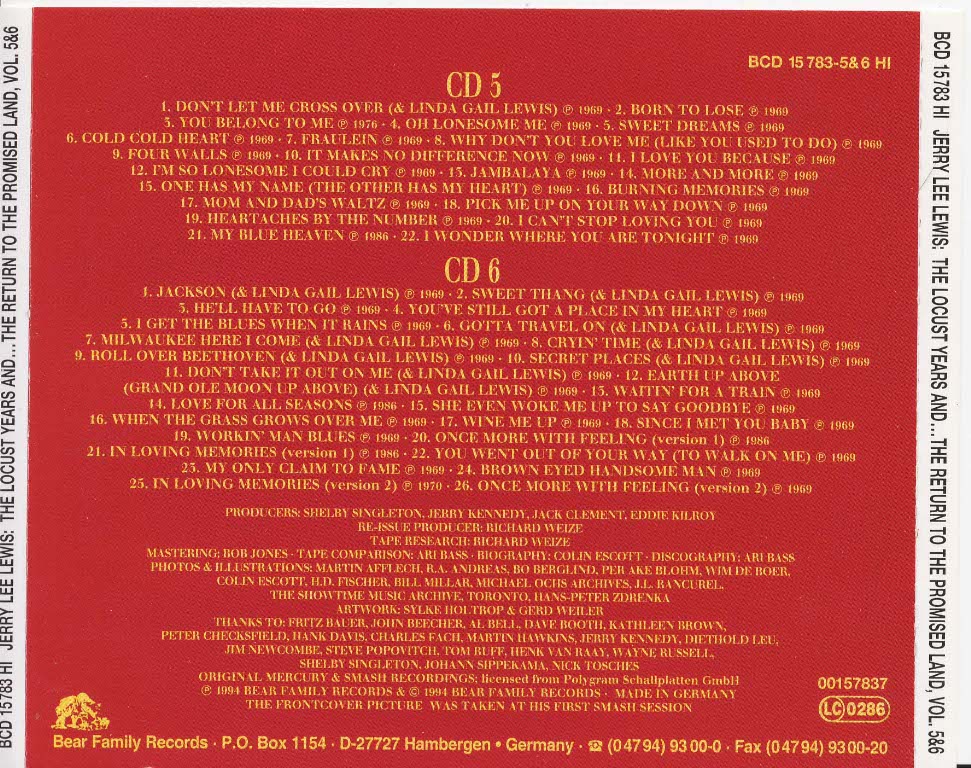 BCD 15 783-5&6 HI
CD 5
1. DON'T LET ME CROSS OVER (& LINDA GAIL LEWIS) ℗ 1969 · 2. BORN TO LOSE ℗ 1969
3. YOU BELONG TO ME ℗ 1976 · 4. OH LONESOME ME ℗ 1969 · 5. SWEET DREAMS ℗ 1969
6. COLD COLD HEART ℗ 1969 · 7. FRAULEIN ℗ 1969 · 8. WHY DON'T YOU LOVE ME (LIKE YOU USED TO DO) ℗ 1969
9. FOUR WALLS ℗ 1969 · 10. IT MAKES NO DIFFERENCE NOW ℗ 1969 · 11. I LOVE YOU BECAUSE ℗ 1969
12. I'M SO LONESOME I COULD CRY ℗ 1969 · 13. JAMBALAYA ℗ 1969 · 14. MORE AND MORE ℗ 1969
15. ONE HAS MY NAME (THE OTHER HAS MY HEART) ℗ 1969 · 16. BURNING MEMORIES ℗ 1969
17. MOM AND DAD'S WALTZ ℗ 1969 · 18. PICK ME UP ON YOUR WAY DOWN ℗ 1969
19. HEARTACHES BY THE NUMBER ℗ 1969 · 20. I CAN'T STOP LOVING YOU ℗ 1969
21. MY BLUE HEAVEN ℗ 1986 · 22. I WONDER WHERE YOU ARE TONIGHT ℗ 1969
CD 6
1. JACKSON (& LINDA GAIL LEWIS) ℗ 1969 · 2. SWEET THANG (& LINDA GAIL LEWIS) ℗ 1969
3. HE'LL HAVE TO GO ℗ 1969 · 4. YOU'VE STILL GOT A PLACE IN MY HEART ℗ 1969
5. I GET THE BLUES WHEN IT RAINS ℗ 1969 · 6. GOTTA TRAVEL ON (& LINDA GAIL LEWIS) ℗ 1969
7. MILWAUKEE HERE I COME (& LINDA GAIL LEWIS) ℗ 1969 · 8. CRYIN' TIME (& LINDA GAIL LEWIS) ℗ 1969
9. ROLL OVER BEETHOVEN (& LINDA GAIL LEWIS) ℗ 1969 · 10. SECRET PLACES (& LINDA GAIL LEWIS) ℗ 1969
11. DON'T TAKE IT OUT ON ME (& LINDA GAIL LEWIS) ℗ 1969 · 12. EARTH UP ABOVE
(GRAND OLE MOON UP ABOVE) (& LINDA GAIL LEWIS) ℗ 1969 · 13. WAITIN' FOR A TRAIN ℗ 1969
14. LOVE FOR ALL SEASONS ℗ 1986 · 15. SHE EVEN WOKE ME UP TO SAY GOODBYE ℗ 1969
16. WHEN THE GRASS GROWS OVER ME ℗ 1969 · 17. WINE ME UP ℗ 1969 · 18. SINCE I MET YOU BABY ℗ 1969
19. WORKIN' MAN BLUES ℗ 1969 · 20. ONCE MORE WITH FEELING (version 1) ℗ 1986
21. IN LOVING MEMORIES (version 1) ℗ 1986 · 22. YOU WENT OUT OF YOUR WAY (TO WALK ON ME) ℗ 1969
23. MY ONLY CLAIM TO FAME ℗ 1969 · 24. BROWN EYED HANDSOME MAN ℗ 1969
25. IN LOVING MEMORIES (version 2) ℗ 1970 · 26. ONCE MORE WITH FEELING (version 2) ℗ 1969
PRODUCERS: SHELBY SINGLETON, JERRY KENNEDY, JACK CLEMENT, EDDIE KILROY
RE-ISSUE PRODUCER: RICHARD WEIZE
TAPE RESEARCH: RICHARD WEIZE
MASTERING: BOB JONES · TAPE COMPARISON: ARI BASS · BIOGRAPHY: COLIN ESCOTT · DISCOGRAPHY: ARI BASS
PHOTOS & ILLUSTRATIONS: MARTIN AFFLECH, R.A. ANDREAS, BO BERGLIND, PER AKE BLOHM, WIM DE BOER,
COLIN ESCOTT, H.D. FISCHER, BILL MILLAR, MICHAEL OCHS ARCHIVES, J.L. RANCUREL,
THE SHOWTIME MUSIC ARCHIVE, TORONTO, HANS-PETER ZDRENKA
ARTWORK: SYLKE HOLTROP & GERD WEILER
THANKS TO: FRITZ BAUER, JOHN BEECHER, AL BELL, DAVE BOOTH, KATHLEEN BROWN,
PETER CHECKSFIELD, HANK DAVIS, CHARLES FACH, MARTIN HAWKINS, JERRY KENNEDY, DIETHOLD LEU,
JIM NEWCOMBE, STEVE POPOVITCH, TOM RUFF, HENK VAN RAAY, WAYNE RUSSELL,
SHELBY SINGLETON, JOHANN SIPPEKAMA, NICK TOSCHES
ORIGINAL MERCURY & SMASH RECORDINGS: licensed from Polygram Schallplatten GmbH
℗ 1994 BEAR FAMILY RECORDS & © 1994 BEAR FAMILY RECORDS · MADE IN GERMANY
THE FRONTCOVER PICTURE WAS TAKEN AT HIS FIRST SMASH SESSION
00157837
LC 0286
Bear Family Records · P.O. Box 1154 · D-27727 Hambergen • Germany · ☎ (0 47 94) 93 00-0 · Fax (0 47 94) 93 00-20
BCD 15783 HI JERRY LEE LEWIS: THE LOCUST YEARS AND... THE RETURN TO THE PROMISED LAND, VOL. 5&6
BCD 15783 HI JERRY LEE LEWIS: THE LOCUST YEARS AND... THE RETURN TO THE PROMISED LAND, VOL. 5&6